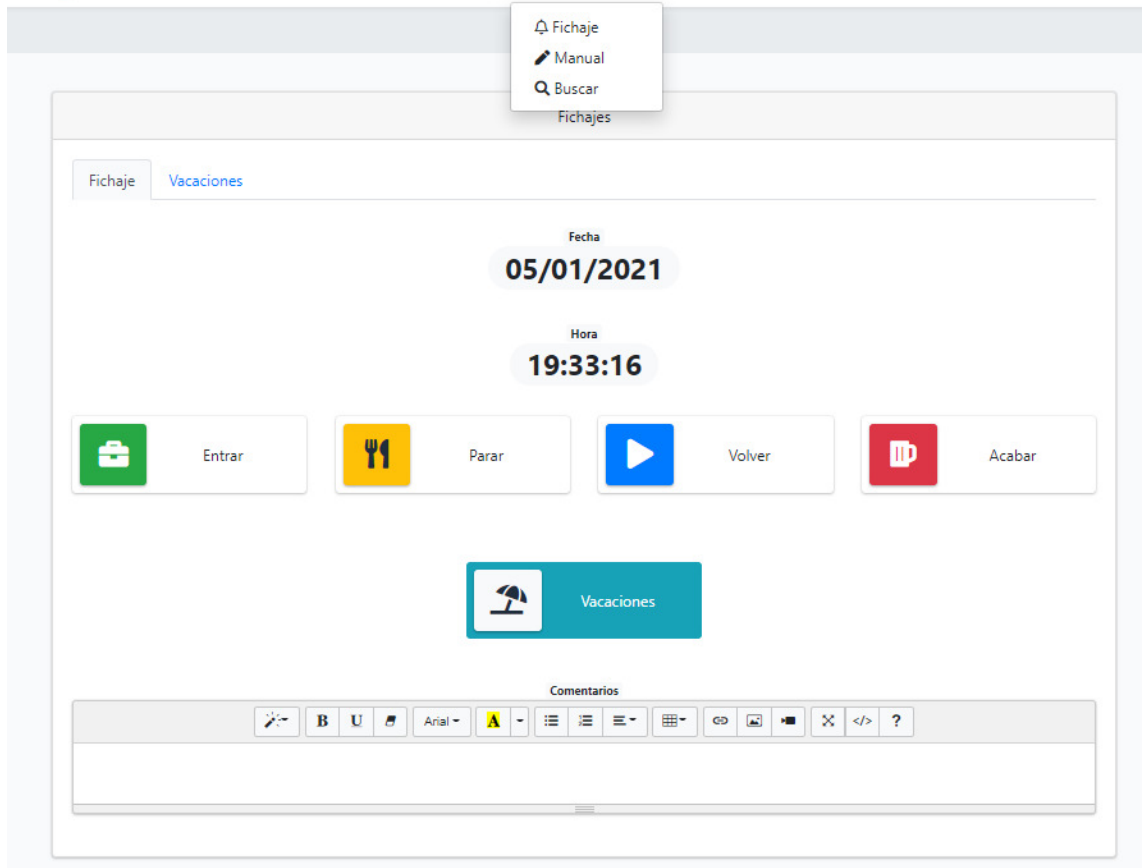 Fichaje
Manual
Buscar
Fichajes
Fichaje Vacaciones
Fecha
05/01/2021
Hora
19:33:16
Entrar Parar Volver Acabar
Vacaciones
Comentarios
B U Arial A </> ?